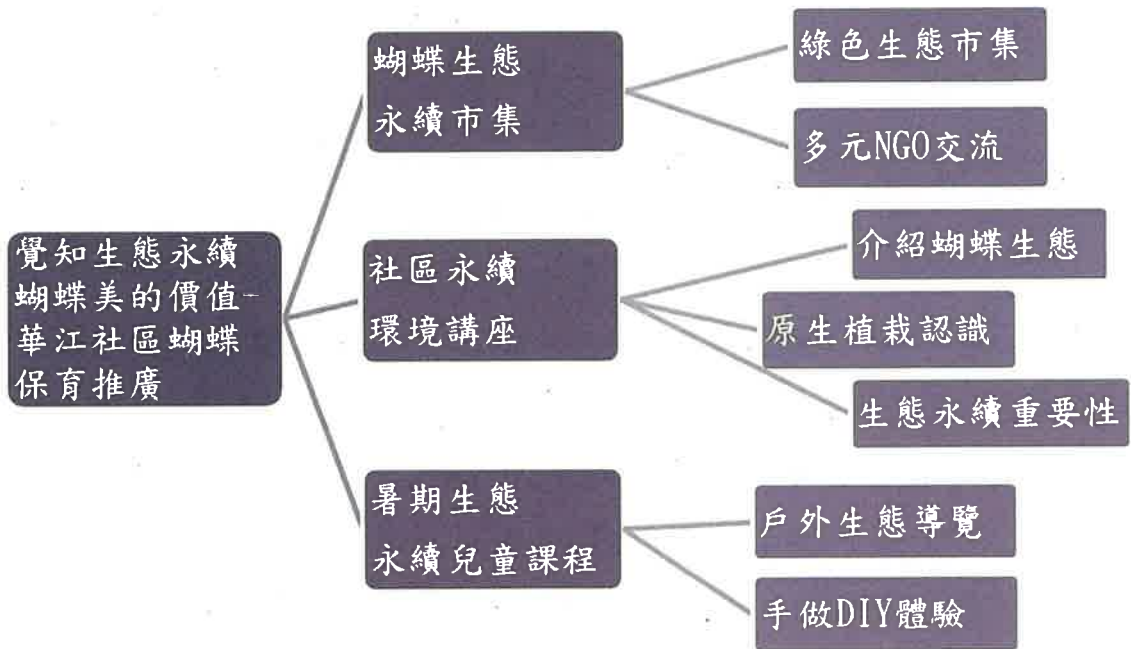 覺知生態永續
蝴蝶美的價值-
華江社區蝴蝶
保育推廣
蝴蝶生態
永續市集
綠色生態市集
多元NGO交流
社區永續
環境講座
介紹蝴蝶生態
原生植栽認識
生態永續重要性
暑期生態
永續兒童課程
戶外生態導覽
手做DIY體驗